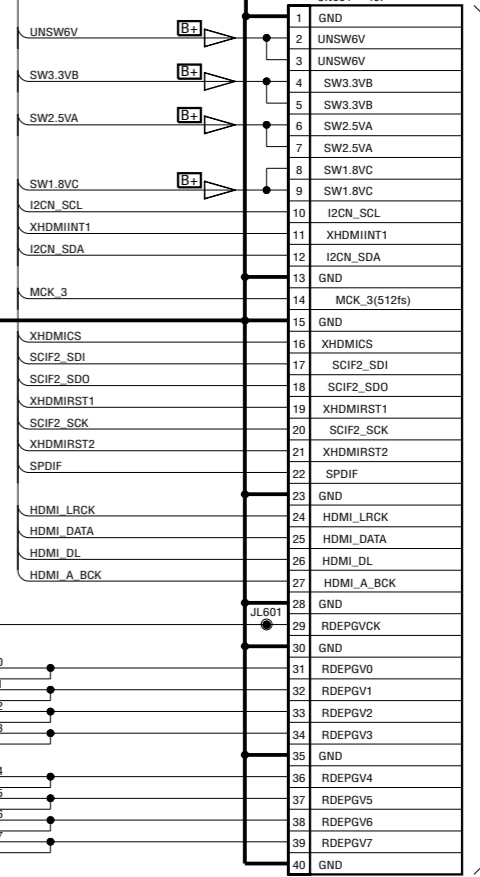 1 GND
UNSW6V B+ 2 UNSW6V
3 UNSW6V
SW3.3VB B+ 4 SW3.3VB
5 SW3.3VB
SW2.5VA B+ 6 SW2.5VA
7 SW2.5VA
8 SW1.8VC
SW1.8VC B+ 9 SW1.8VC
I2CN_SCL 10 I2CN_SCL
XHDMIINT1 11 XHDMIINT1
I2CN_SDA 12 I2CN_SDA
13 GND
MCK_3 14 MCK_3(512fs)
15 GND
XHDMICS 16 XHDMICS
SCIF2_SDI 17 SCIF2_SDI
SCIF2_SDO 18 SCIF2_SDO
XHDMIRST1 19 XHDMIRST1
SCIF2_SCK 20 SCIF2_SCK
XHDMIRST2 21 XHDMIRST2
SPDIF 22 SPDIF
23 GND
HDMI_LRCK 24 HDMI_LRCK
HDMI_DATA 25 HDMI_DATA
HDMI_DL 26 HDMI_DL
HDMI_A_BCK 27 HDMI_A_BCK
28 GND
JL601 29 RDEPGVCK
30 GND
31 RDEPGV0
32 RDEPGV1
33 RDEPGV2
34 RDEPGV3
35 GND
36 RDEPGV4
37 RDEPGV5
38 RDEPGV6
39 RDEPGV7
40 GND